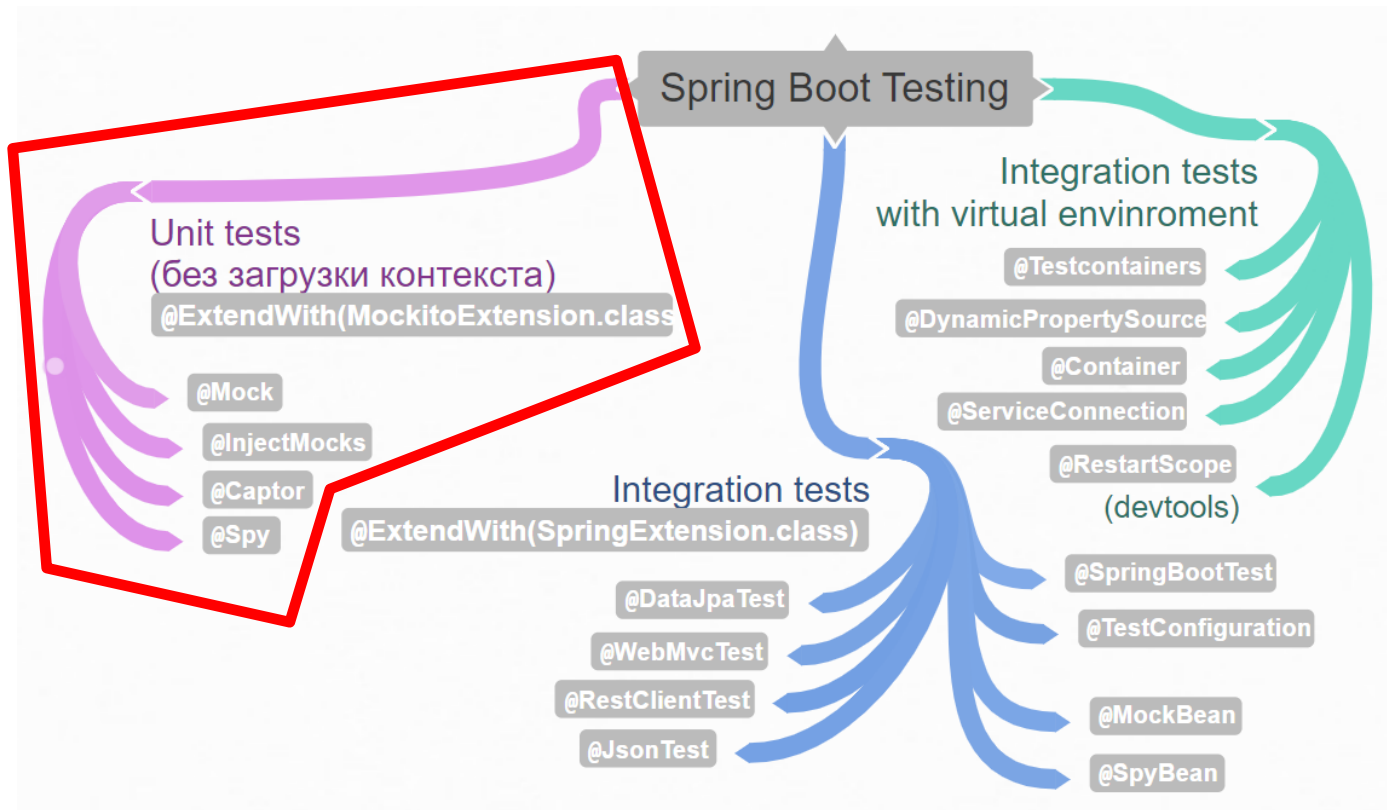 Spring Boot Testing
Unit tests
(без загрузки контекста)
@ExtendWith(MockitoExtension.class
@Mock
@InjectMocks
@Captor
@Spy
Integration tests
@ExtendWith(SpringExtension.class)
@DataJpaTest
@WebMvcTest
@RestClientTest
@JsonTest
@SpringBootTest
@TestConfiguration
@MockBean
@SpyBean
Integration tests
with virtual envinroment
@Testcontainers
@DynamicPropertySource
@Container
@ServiceConnection
@RestartScope
(devtools)